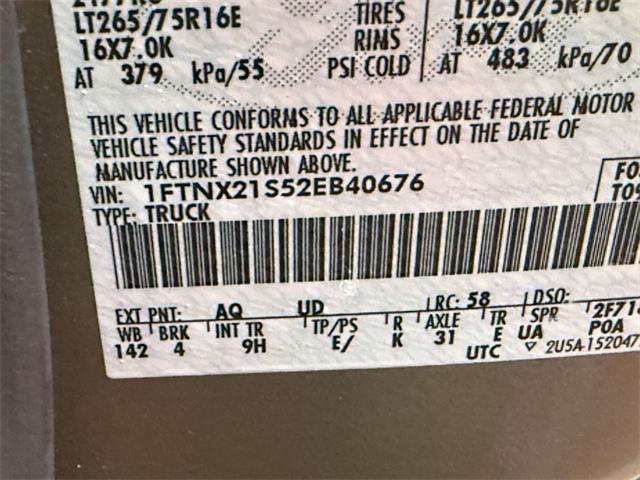 LT265/75R16E TIRES LT265/75R16E
16X7.0K RIMS 16X7.0K
AT 379 kPa/55 PSI COLD AT 483 kPa/70
THIS VEHICLE CONFORMS TO ALL APPLICABLE FEDERAL MOTOR
VEHICLE SAFETY STANDARDS IN EFFECT ON THE DATE OF
MANUFACTURE SHOWN ABOVE.
VIN: 1FTNX21S52EB40676
TYPE: TRUCK
EXT PNT: AQ UD RC: 58 DSO:
WB BRK INT TR TP/PS R AXLE TR SPR
142 4 9H E/ K 31 E UA POA
UTC ▽ 2U5A-152047